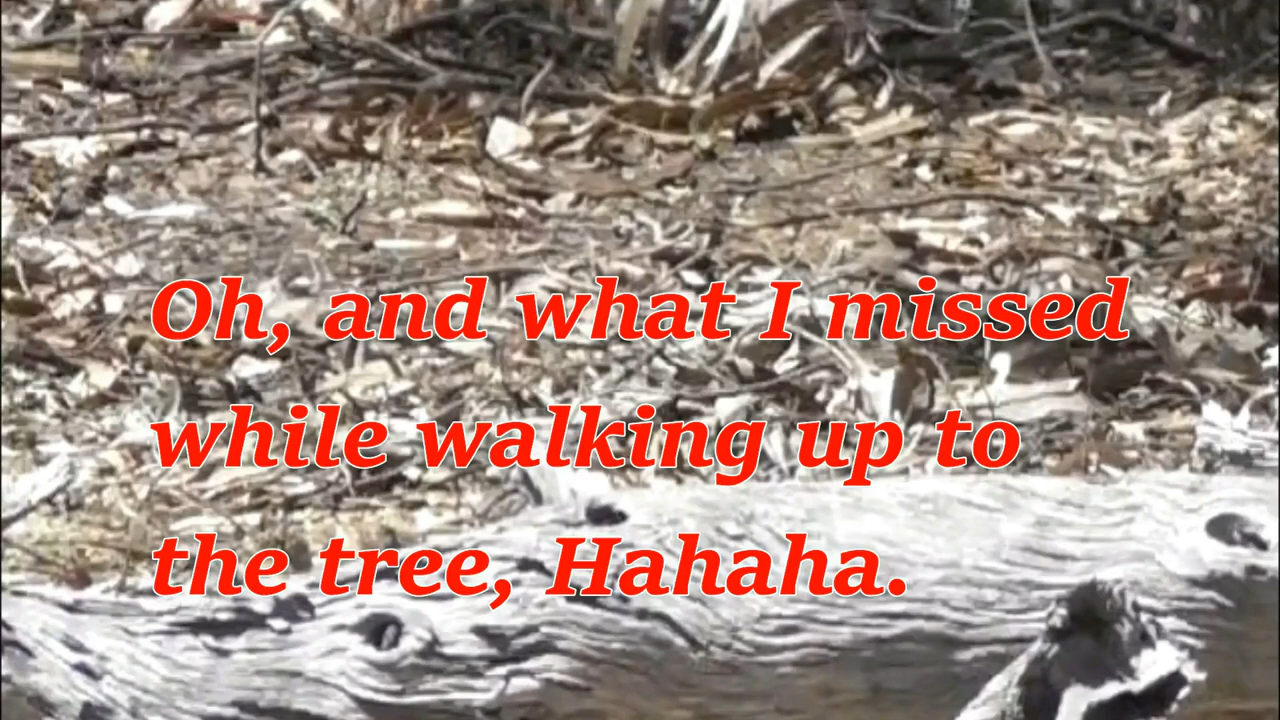 Oh, and what I missed
while walking up to
the tree, Hahaha.